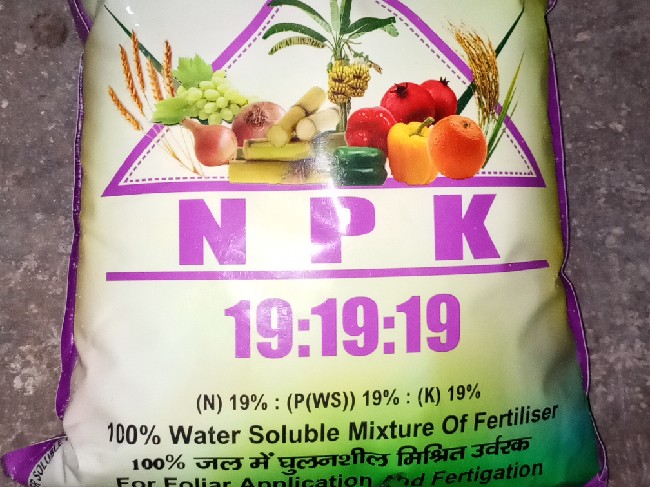 N P K
19:19:19
(N) 19% : (P(WS)) 19% : (K) 19%
100% Water Soluble Mixture Of Fertiliser
100% जल में घुलनशील मिश्रित उर्वरक
For Foliar Application and Fertigation